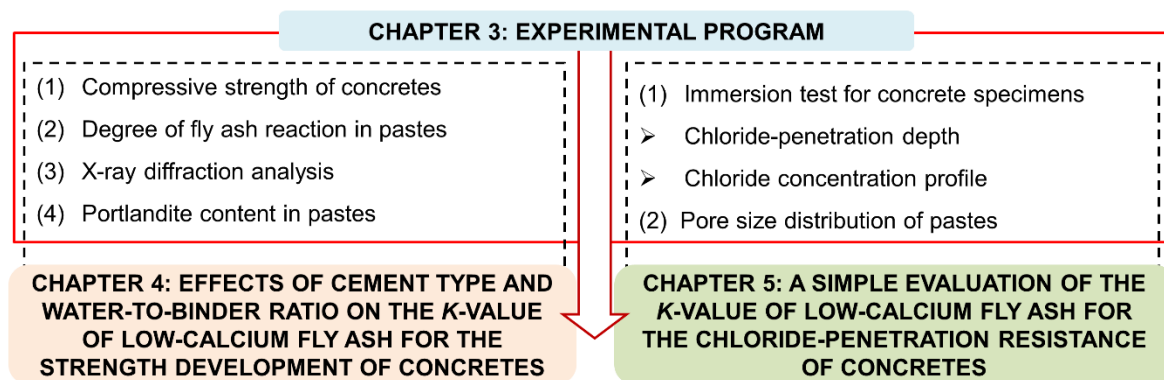 CHAPTER 3: EXPERIMENTAL PROGRAM
(1) Compressive strength of concretes
(2) Degree of fly ash reaction in pastes
(3) X-ray diffraction analysis
(4) Portlandite content in pastes
(1) Immersion test for concrete specimens
➢ Chloride-penetration depth
➢ Chloride concentration profile
(2) Pore size distribution of pastes
CHAPTER 4: EFFECTS OF CEMENT TYPE AND
WATER-TO-BINDER RATIO ON THE K-VALUE
OF LOW-CALCIUM FLY ASH FOR THE
STRENGTH DEVELOPMENT OF CONCRETES
CHAPTER 5: A SIMPLE EVALUATION OF THE
K-VALUE OF LOW-CALCIUM FLY ASH FOR
THE CHLORIDE-PENETRATION RESISTANCE
OF CONCRETES